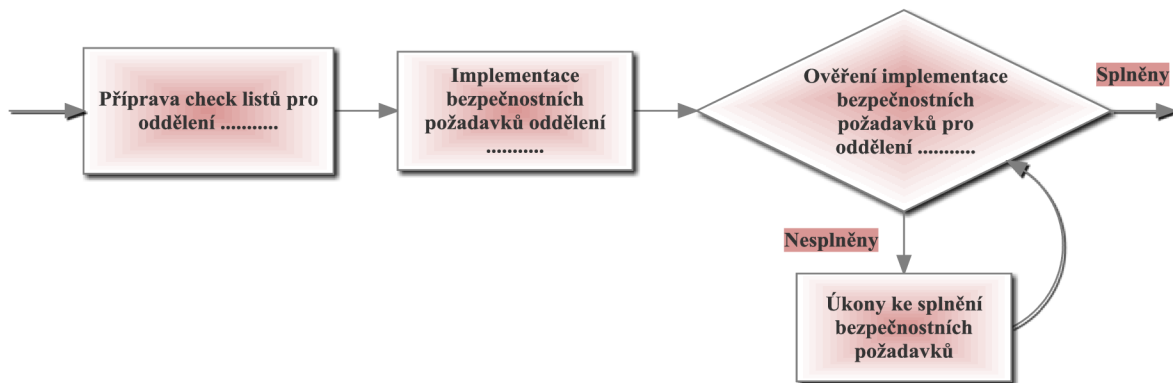 Příprava check listů pro
oddělení ...........
Implementace
bezpečnostních
požadavků oddělení
...........
Ověření implementace
bezpečnostních
požadavků pro
oddělení ...........
Splněny
Nesplněny
Úkony ke splnění
bezpečnostních
požadavků